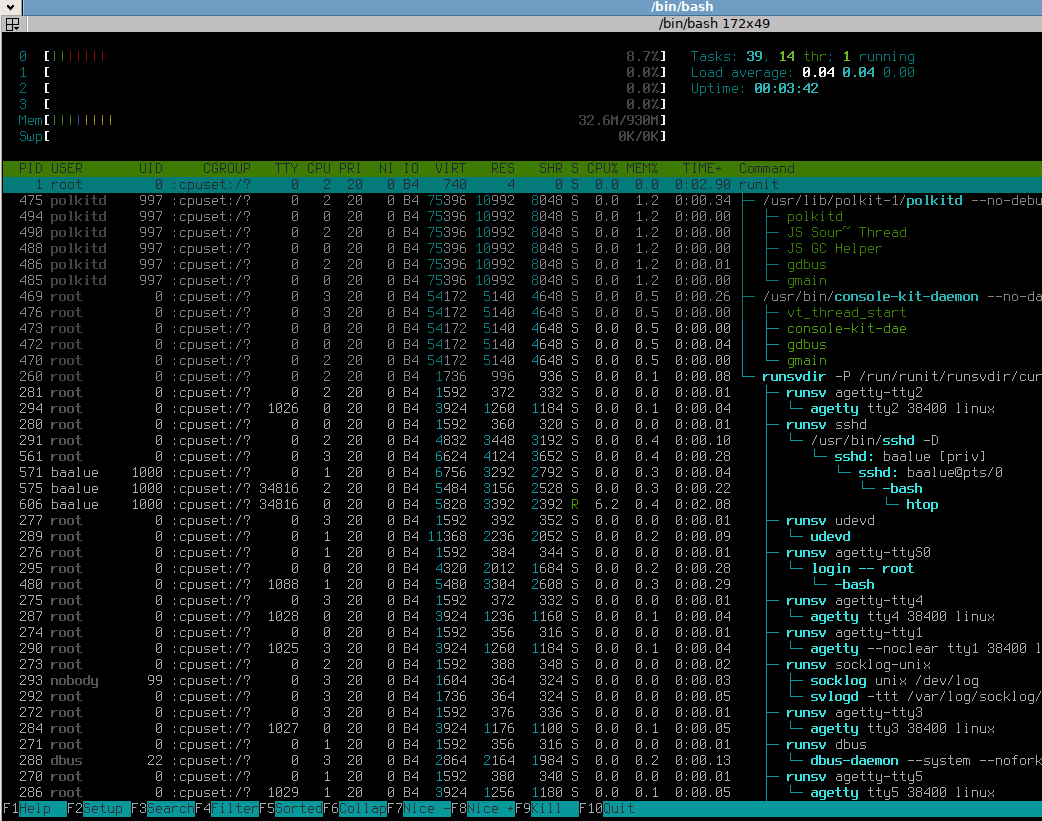 /bin/bash
/bin/bash 172x49
0 [||||||| 8.7%] Tasks: 39, 14 thr; 1 running
1 [ 0.0%] Load average: 0.04 0.04 0.00
2 [ 0.0%] Uptime: 00:03:42
3 [ 0.0%]
Mem[|||||||| 32.6M/930M]
Swp[ 0K/0K]
PID USER UID CGROUP TTY CPU PRI NI IO VIRT RES SHR S CPU% MEM% TIME+ Command
1 root 0 :cpuset:/? 0 2 20 0 B4 740 4 0 S 0.0 0.0 0:02.90 runit
475 polkitd 997 :cpuset:/? 0 2 20 0 B4 75396 10992 8048 S 0.0 1.2 0:00.34 ├─ /usr/lib/polkit-1/polkitd --no-debu
494 polkitd 997 :cpuset:/? 0 0 20 0 B4 75396 10992 8048 S 0.0 1.2 0:00.00 │ ├─ polkitd
490 polkitd 997 :cpuset:/? 0 2 20 0 B4 75396 10992 8048 S 0.0 1.2 0:00.00 │ ├─ JS Sour~ Thread
488 polkitd 997 :cpuset:/? 0 0 20 0 B4 75396 10992 8048 S 0.0 1.2 0:00.00 │ ├─ JS GC Helper
486 polkitd 997 :cpuset:/? 0 2 20 0 B4 75396 10992 8048 S 0.0 1.2 0:00.01 │ ├─ gdbus
485 polkitd 997 :cpuset:/? 0 2 20 0 B4 75396 10992 8048 S 0.0 1.2 0:00.00 │ └─ gmain
469 root 0 :cpuset:/? 0 3 20 0 B4 54172 5140 4648 S 0.0 0.5 0:00.26 ├─ /usr/bin/console-kit-daemon --no-da
476 root 0 :cpuset:/? 0 3 20 0 B4 54172 5140 4648 S 0.0 0.5 0:00.00 │ ├─ vt_thread_start
473 root 0 :cpuset:/? 0 0 20 0 B4 54172 5140 4648 S 0.0 0.5 0:00.00 │ ├─ console-kit-dae
472 root 0 :cpuset:/? 0 0 20 0 B4 54172 5140 4648 S 0.0 0.5 0:00.04 │ ├─ gdbus
470 root 0 :cpuset:/? 0 2 20 0 B4 54172 5140 4648 S 0.0 0.5 0:00.00 │ └─ gmain
260 root 0 :cpuset:/? 0 2 20 0 B4 1736 996 936 S 0.0 0.1 0:00.08 └─ runsvdir -P /run/runit/runsvdir/cur
281 root 0 :cpuset:/? 0 2 20 0 B4 1592 372 332 S 0.0 0.0 0:00.01 ├─ runsv agetty-tty2
294 root 0 :cpuset:/? 1026 0 20 0 B4 3924 1260 1184 S 0.0 0.1 0:00.04 │ └─ agetty tty2 38400 linux
280 root 0 :cpuset:/? 0 0 20 0 B4 1592 360 320 S 0.0 0.0 0:00.01 ├─ runsv sshd
291 root 0 :cpuset:/? 0 2 20 0 B4 4832 3448 3192 S 0.0 0.4 0:00.10 │ └─ /usr/bin/sshd -D
561 root 0 :cpuset:/? 0 3 20 0 B4 6624 4124 3652 S 0.0 0.4 0:00.28 │ └─ sshd: baalue [priv]
571 baalue 1000 :cpuset:/? 0 1 20 0 B4 6756 3292 2792 S 0.0 0.3 0:00.04 │ └─ sshd: baalue@pts/0
575 baalue 1000 :cpuset:/? 34816 2 20 0 B4 5484 3156 2528 S 0.0 0.3 0:00.22 │ └─ -bash
606 baalue 1000 :cpuset:/? 34816 0 20 0 B4 5828 3392 2392 R 6.2 0.4 0:02.08 │ └─ htop
277 root 0 :cpuset:/? 0 3 20 0 B4 1592 392 352 S 0.0 0.0 0:00.01 ├─ runsv udevd
289 root 0 :cpuset:/? 0 1 20 0 B4 11368 2236 2052 S 0.0 0.2 0:00.09 │ └─ udevd
276 root 0 :cpuset:/? 0 1 20 0 B4 1592 384 344 S 0.0 0.0 0:00.01 ├─ runsv agetty-ttyS0
295 root 0 :cpuset:/? 0 0 20 0 B4 4320 2012 1684 S 0.0 0.2 0:00.28 │ └─ login -- root
480 root 0 :cpuset:/? 1088 1 20 0 B4 5480 3304 2608 S 0.0 0.3 0:00.29 │ └─ -bash
275 root 0 :cpuset:/? 0 3 20 0 B4 1592 372 332 S 0.0 0.0 0:00.01 ├─ runsv agetty-tty4
287 root 0 :cpuset:/? 1028 0 20 0 B4 3924 1236 1160 S 0.0 0.1 0:00.04 │ └─ agetty tty4 38400 linux
274 root 0 :cpuset:/? 0 0 20 0 B4 1592 356 316 S 0.0 0.0 0:00.01 ├─ runsv agetty-tty1
290 root 0 :cpuset:/? 1025 3 20 0 B4 3924 1260 1184 S 0.0 0.1 0:00.04 │ └─ agetty --noclear tty1 38400 l
273 root 0 :cpuset:/? 0 2 20 0 B4 1592 388 348 S 0.0 0.0 0:00.02 ├─ runsv socklog-unix
293 nobody 99 :cpuset:/? 0 3 20 0 B4 1604 364 324 S 0.0 0.0 0:00.03 │ ├─ socklog unix /dev/log
292 root 0 :cpuset:/? 0 3 20 0 B4 1736 364 324 S 0.0 0.0 0:00.05 │ └─ svlogd -ttt /var/log/socklog/
272 root 0 :cpuset:/? 0 3 20 0 B4 1592 376 336 S 0.0 0.0 0:00.01 ├─ runsv agetty-tty3
284 root 0 :cpuset:/? 1027 0 20 0 B4 3924 1176 1100 S 0.0 0.1 0:00.05 │ └─ agetty tty3 38400 linux
271 root 0 :cpuset:/? 0 1 20 0 B4 1592 356 316 S 0.0 0.0 0:00.01 ├─ runsv dbus
288 dbus 22 :cpuset:/? 0 3 20 0 B4 2864 2164 1984 S 0.0 0.2 0:00.13 │ └─ dbus-daemon --system --nofork
270 root 0 :cpuset:/? 0 1 20 0 B4 1592 380 340 S 0.0 0.0 0:00.01 ├─ runsv agetty-tty5
286 root 0 :cpuset:/? 1029 1 20 0 B4 3924 1256 1180 S 0.0 0.1 0:00.05 │ └─ agetty tty5 38400 linux
F1Help F2Setup F3SearchF4FilterF5SortedF6CollapF7Nice -F8Nice +F9Kill F10Quit